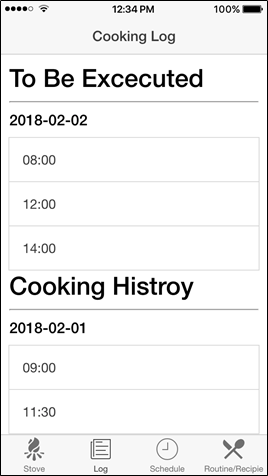 12:34 PM 100%
Cooking Log
To Be Excecuted
2018-02-02
08:00
12:00
14:00
Cooking Histroy
2018-02-01
09:00
11:30
Stove Log Schedule Routine/Recipie